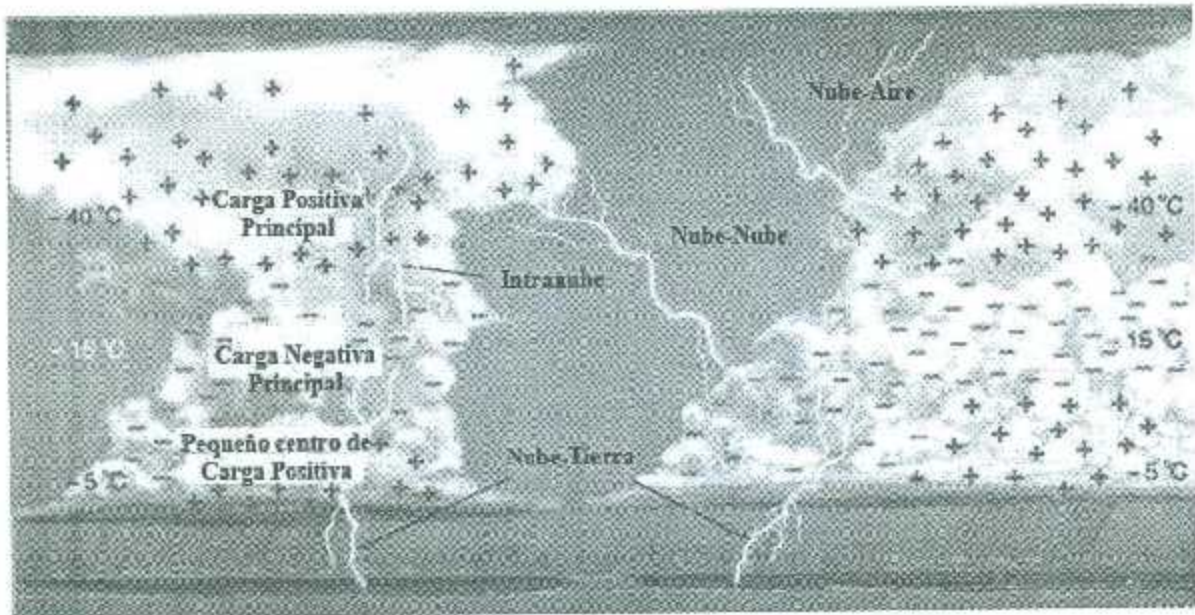 Nube-Aire
Carga Positiva
Principal
- 40 °C
- 40 °C
Nube-Nube
Intranube
- 15 °C
Carga Negativa
Principal
- 15 °C
Pequeño centro de
Carga Positiva
Nube-Tierra
- 5 °C
- 5 °C